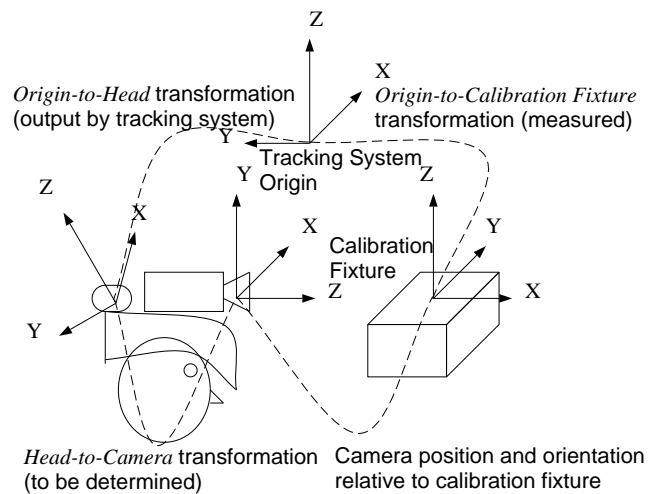 Z
X
Origin-to-Head transformation
(output by tracking system)
Origin-to-Calibration Fixture
transformation (measured)
Y
Tracking System
Origin
Z
X
Y
Y
X
Z
Calibration
Fixture
Z
Y
X
Head-to-Camera transformation
(to be determined)
Camera position and orientation
relative to calibration fixture